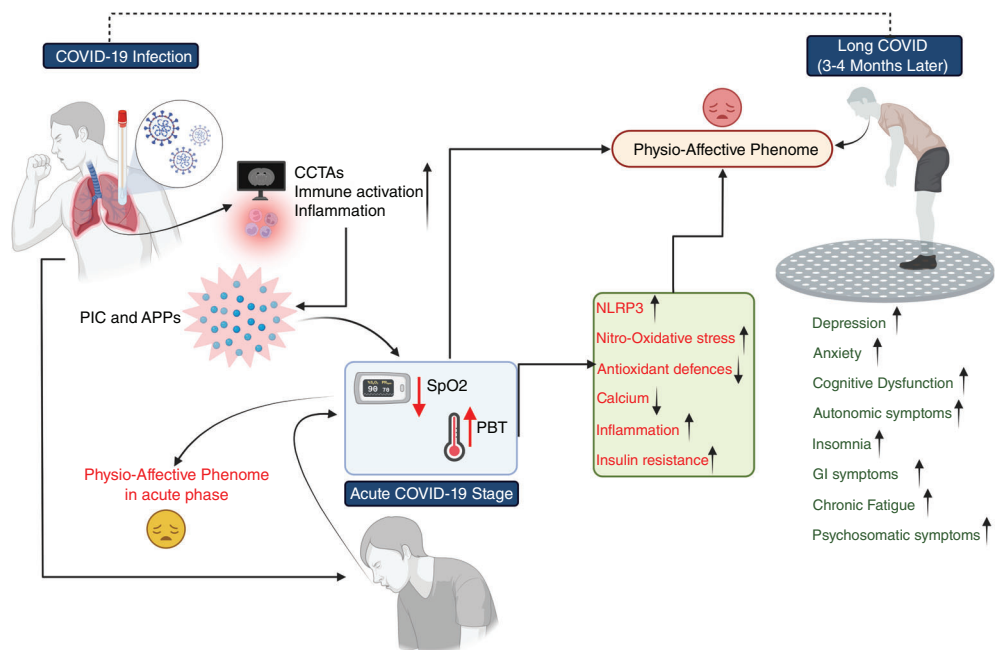 COVID-19 Infection
Long COVID
(3-4 Months Later)
CCTAs
Immune activation
Inflammation
Physio-Affective Phenome
PIC and APPs
SpO2
90
PBT
Acute COVID-19 Stage
Physio-Affective Phenome
in acute phase
NLRP3
Nitro-Oxidative stress
Antioxidant defences
Calcium
Inflammation
Insulin resistance
Depression
Anxiety
Cognitive Dysfunction
Autonomic symptoms
Insomnia
GI symptoms
Chronic Fatigue
Psychosomatic symptoms